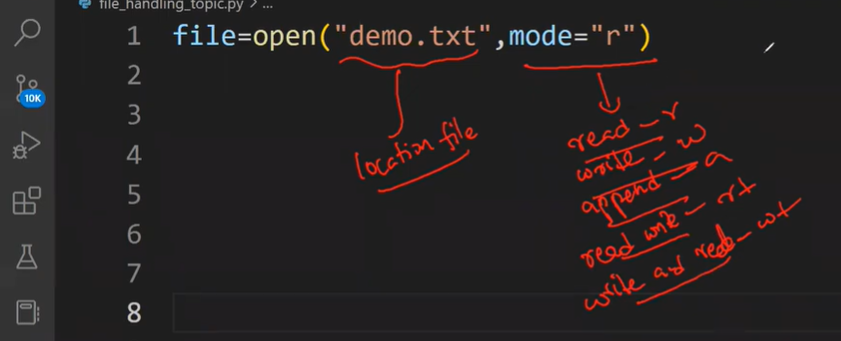 file_handling_topic.py > ...
1 file=open("demo.txt",mode="r")
2
3
4
5
6
7
8
10K
location file
read - r
write - w
append - a
read write - r+
write and read - w+